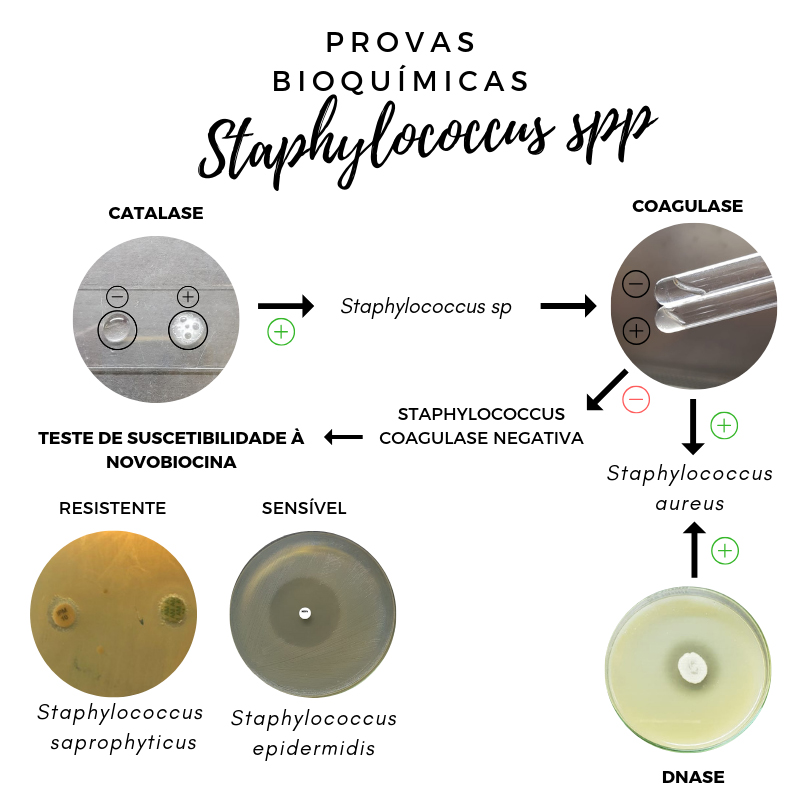 PROVAS
BIOQUÍMICAS
Staphylococcus spp
CATALASE
COAGULASE
− +
+
Staphylococcus sp
−
+
−
+
STAPHYLOCOCCUS
COAGULASE NEGATIVA
TESTE DE SUSCETIBILIDADE À
NOVOBIOCINA
Staphylococcus
aureus
RESISTENTE
SENSÍVEL
+
Staphylococcus
saprophyticus
Staphylococcus
epidermidis
DNASE